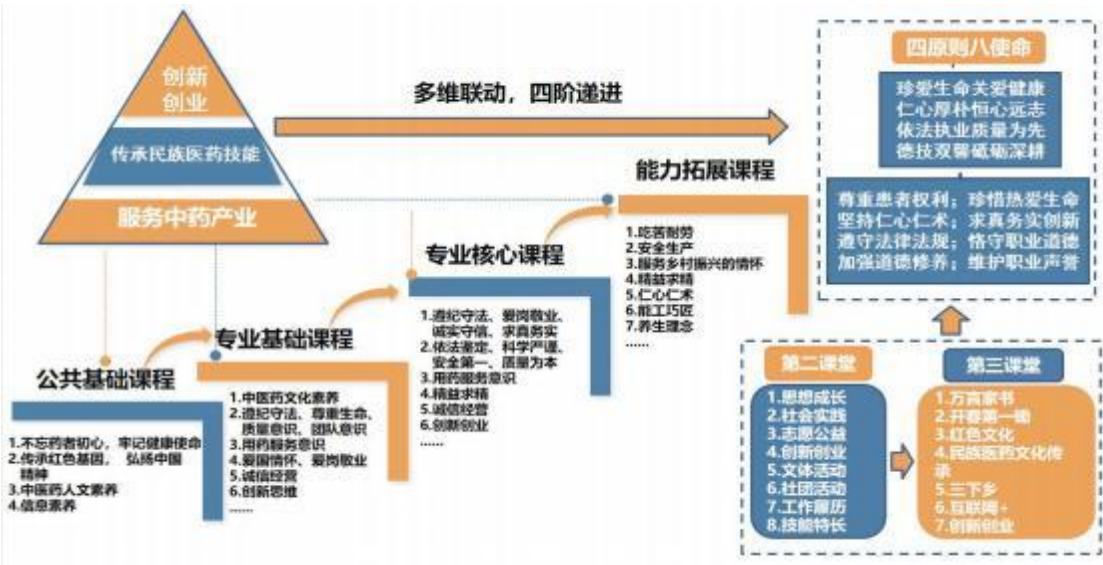 创新
创业
传承民族医药技能
服务中药产业
多维联动，四阶递进
公共基础课程
1.不忘药者初心，牢记健康使命
2.传承红色基因， 弘扬中国
精神
3.中医药人文素养
4.信息素养
专业基础课程
1.中医药文化素养
2.遵纪守法、尊重生命、
质量意识、团队意识
3.用药服务意识
4.爱国情怀、爱岗敬业
5.诚信经营
6.创新思维
......
专业核心课程
1.遵纪守法、爱岗敬业、
诚实守信、求真务实
2.依法鉴定、科学严谨、
安全第一、质量为本
3.用药服务意识
4.精益求精
5.诚信经营
6.创新创业
......
能力拓展课程
1.吃苦耐劳
2.安全生产
3.服务乡村振兴的情怀
4.精益求精
5.仁心仁术
6.能工巧匠
7.养生理念
......
四原则八使命
珍爱生命关爱健康
仁心厚朴恒心远志
依法执业质量为先
德技双馨砥砺深耕
尊重患者权利；珍惜热爱生命
坚持仁心仁术；求真务实创新
遵守法律法规；恪守职业道德
加强道德修养；维护职业声誉
第二课堂
1.思想成长
2.社会实践
3.志愿公益
4.创新创业
5.文体活动
6.社团活动
7.工作履历
8.技能特长
第三课堂
1.万言家书
2.开春第一锄
3.红色文化
4.民族医药文化传
承
5.三下乡
6.互联网+
7.创新创业